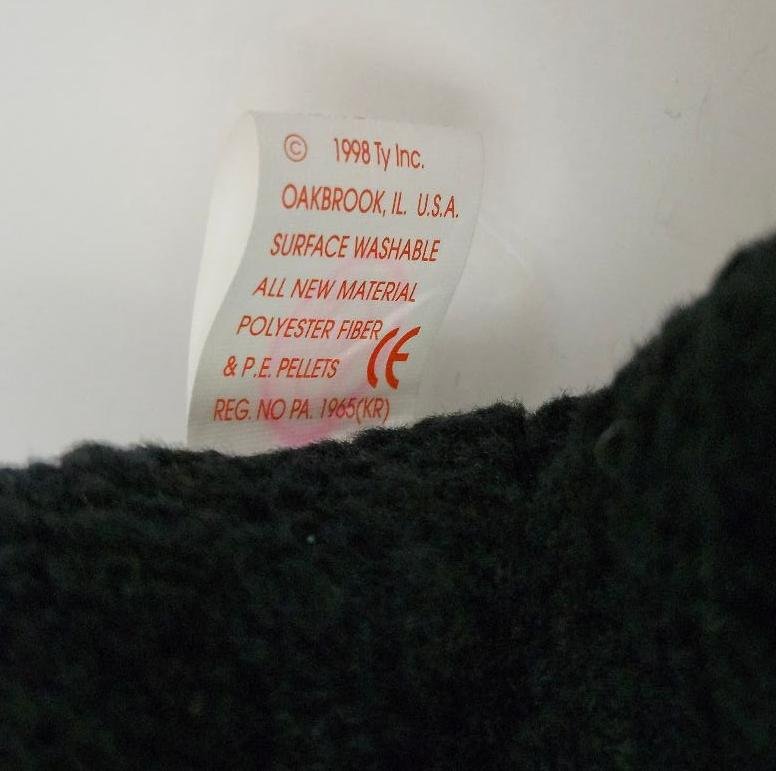 © 1998 Ty Inc.
OAKBROOK, IL. U.S.A.
SURFACE WASHABLE
ALL NEW MATERIAL
POLYESTER FIBER
& P.E. PELLETS CE
REG. NO PA. 1965(KR)